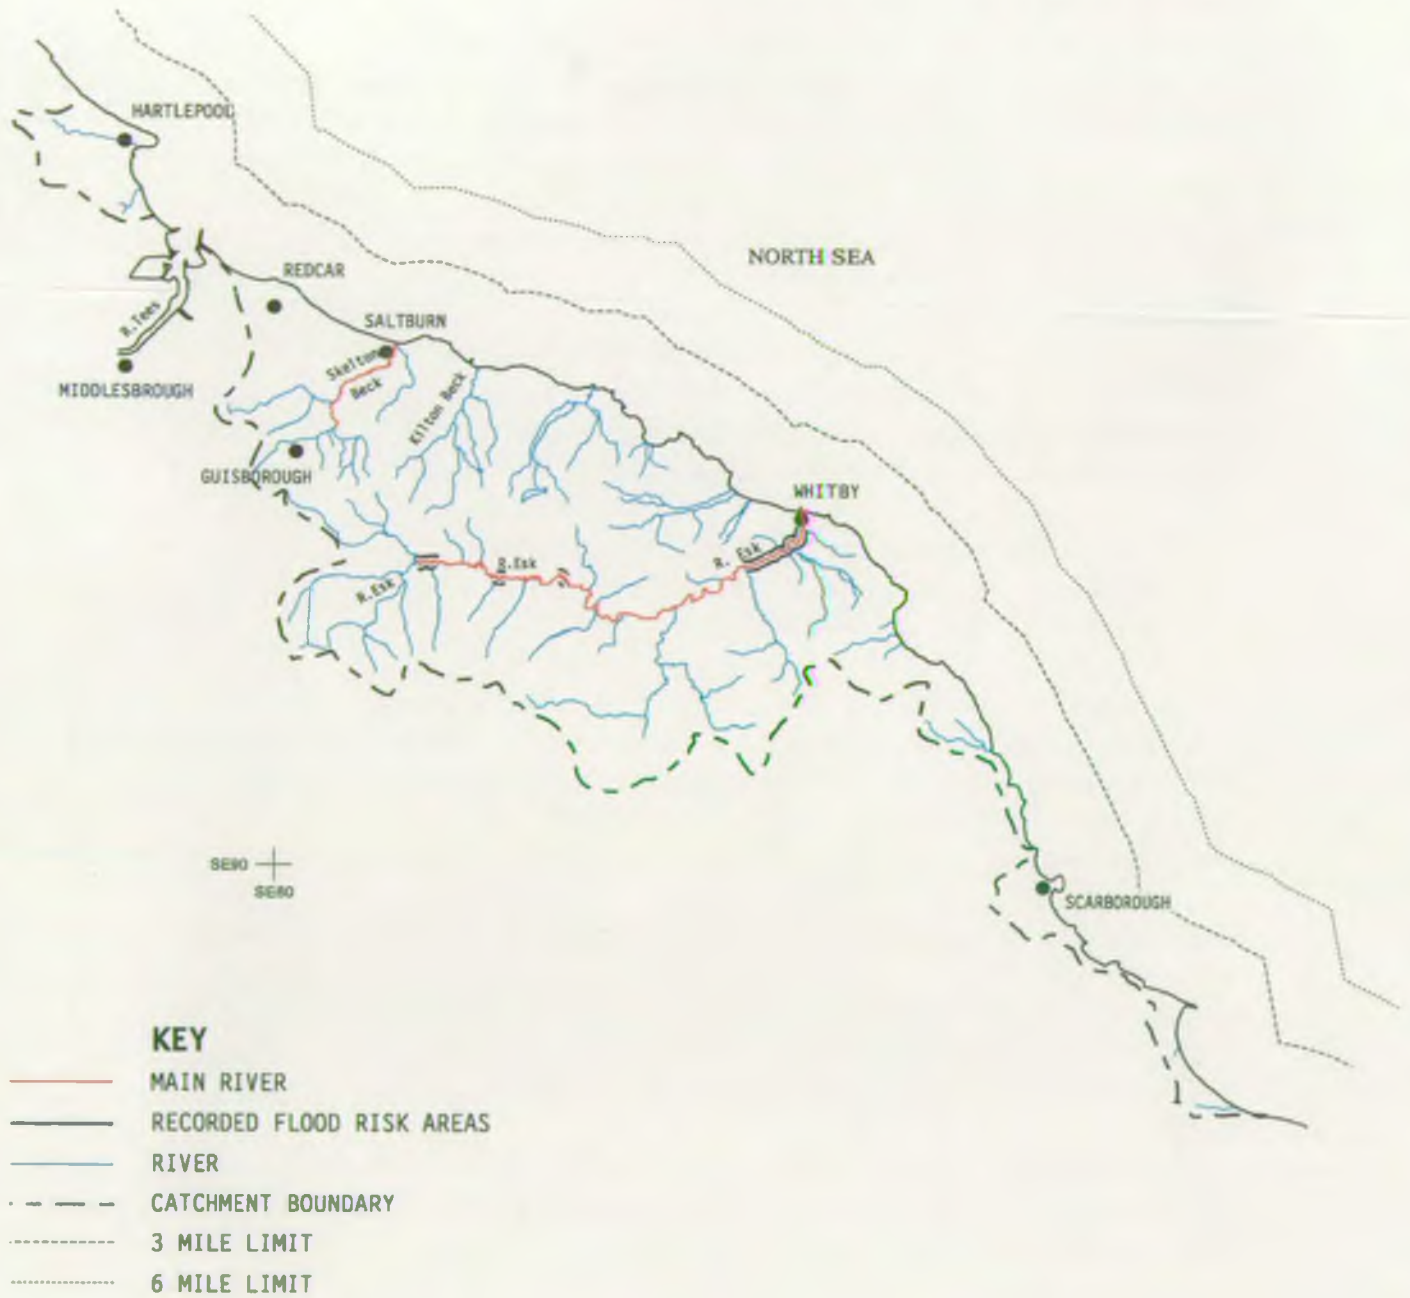 HARTLEPOOL
NORTH SEA
REDCAR
R.Tees
SALTBURN
Skelton
Beck
MIDDLESBROUGH
Kilton Beck
GUISBOROUGH
WHITBY
R. Esk
R.Esk
R.Esk
SE90
SE80
SCARBOROUGH
KEY
MAIN RIVER
RECORDED FLOOD RISK AREAS
RIVER
CATCHMENT BOUNDARY
3 MILE LIMIT
6 MILE LIMIT